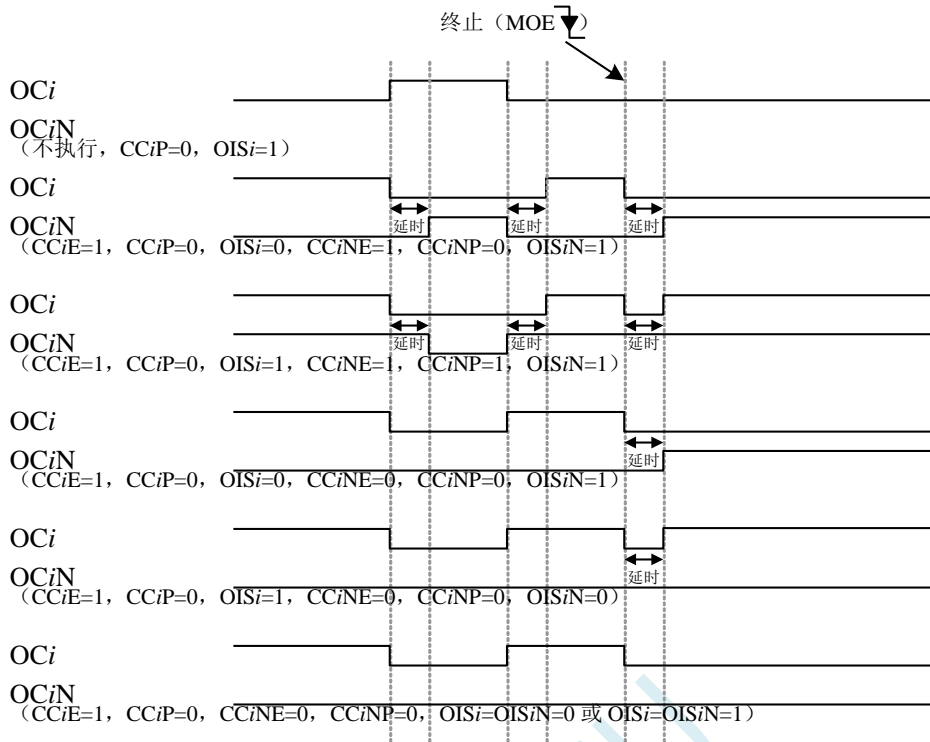 终止（MOE）
OCi
OCiN
（不执行，CCiP=0，OISi=1）
OCi
延时 延时 延时
OCiN
（CCiE=1，CCiP=0，OISi=0，CCiNE=1，CCiNP=0，OISiN=1）
OCi
延时 延时 延时
OCiN
（CCiE=1，CCiP=0，OISi=1，CCiNE=1，CCiNP=1，OISiN=1）
OCi
延时
OCiN
（CCiE=1，CCiP=0，OISi=0，CCiNE=0，CCiNP=0，OISiN=1）
OCi
延时
OCiN
（CCiE=1，CCiP=0，OISi=1，CCiNE=0，CCiNP=0，OISiN=0）
OCi
OCiN
（CCiE=1，CCiP=0，CCiNE=0，CCiNP=0，OISi=OISiN=0 或 OISi=OISiN=1）